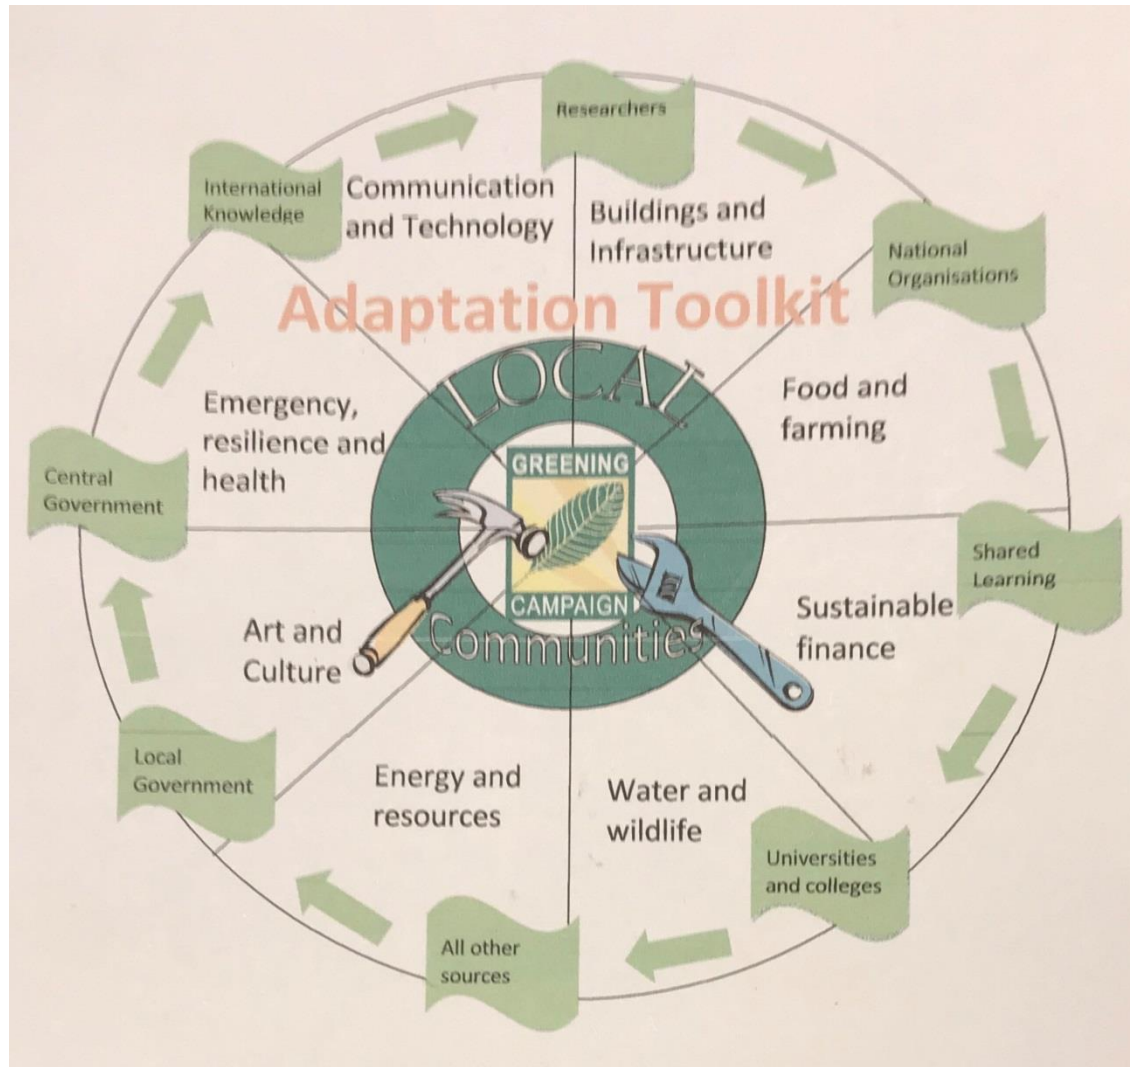 Researchers
International
Knowledge
Communication
and Technology
Buildings and
Infrastructure
National
Organisations
Adaptation Toolkit
LOCAL
Food and
farming
Emergency,
resilience and
health
GREENING
CAMPAIGN
Communities
Central
Government
Shared
Learning
Sustainable
finance
Art and
Culture
Local
Government
Energy and
resources
Water and
wildlife
Universities
and colleges
All other
sources